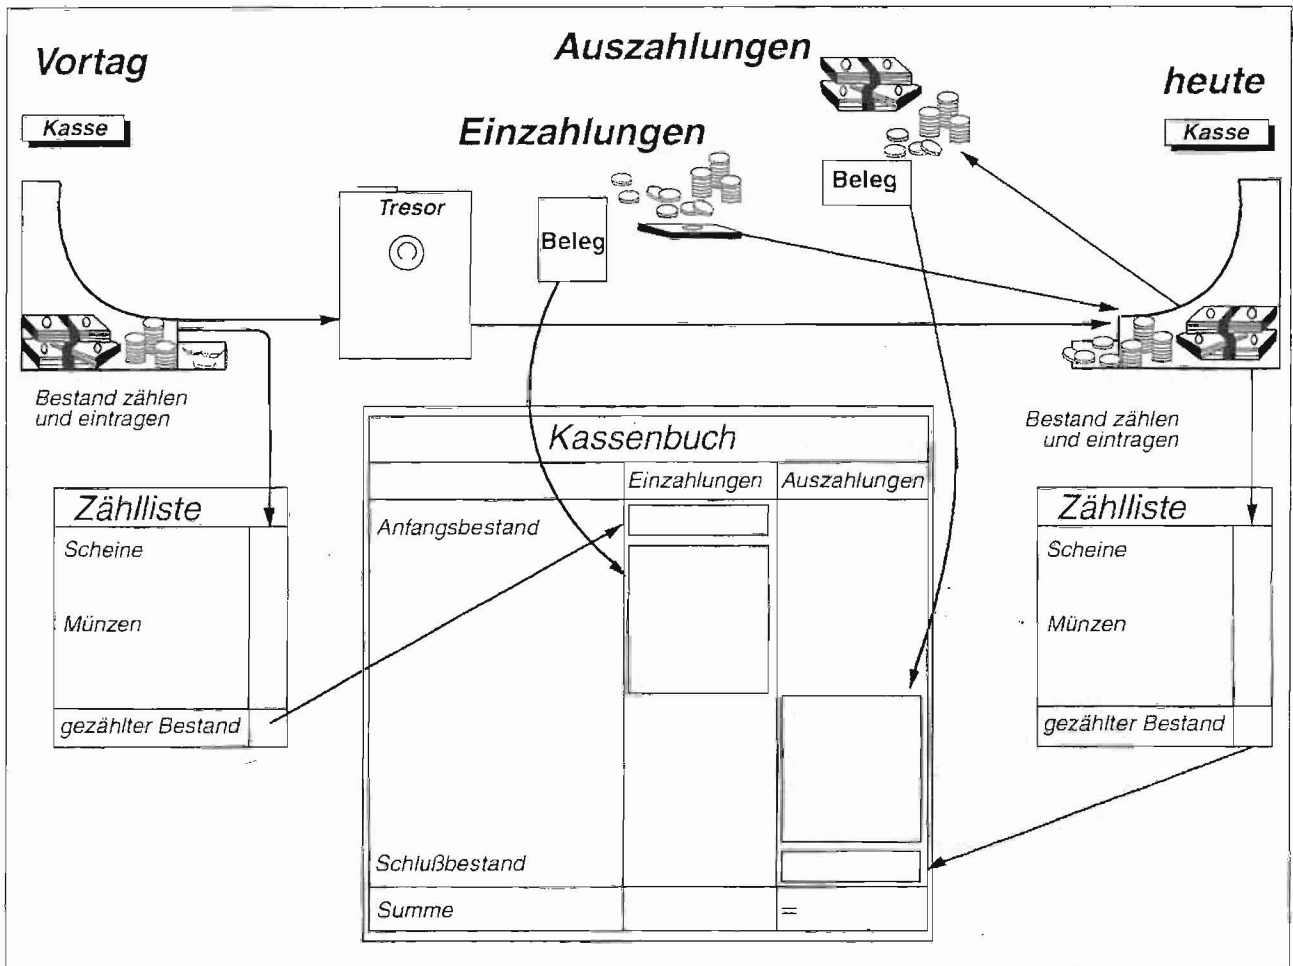 Vortag
Auszahlungen
heute
Kasse
Einzahlungen
Kasse
Tresor
Beleg
Beleg
Bestand zählen
und eintragen
Bestand zählen
und eintragen
Kassenbuch
Einzahlungen
Auszahlungen
Anfangsbestand
Schlußbestand
Summe
=
Zählliste
Scheine
Münzen
gezählter Bestand
Zählliste
Scheine
Münzen
gezählter Bestand